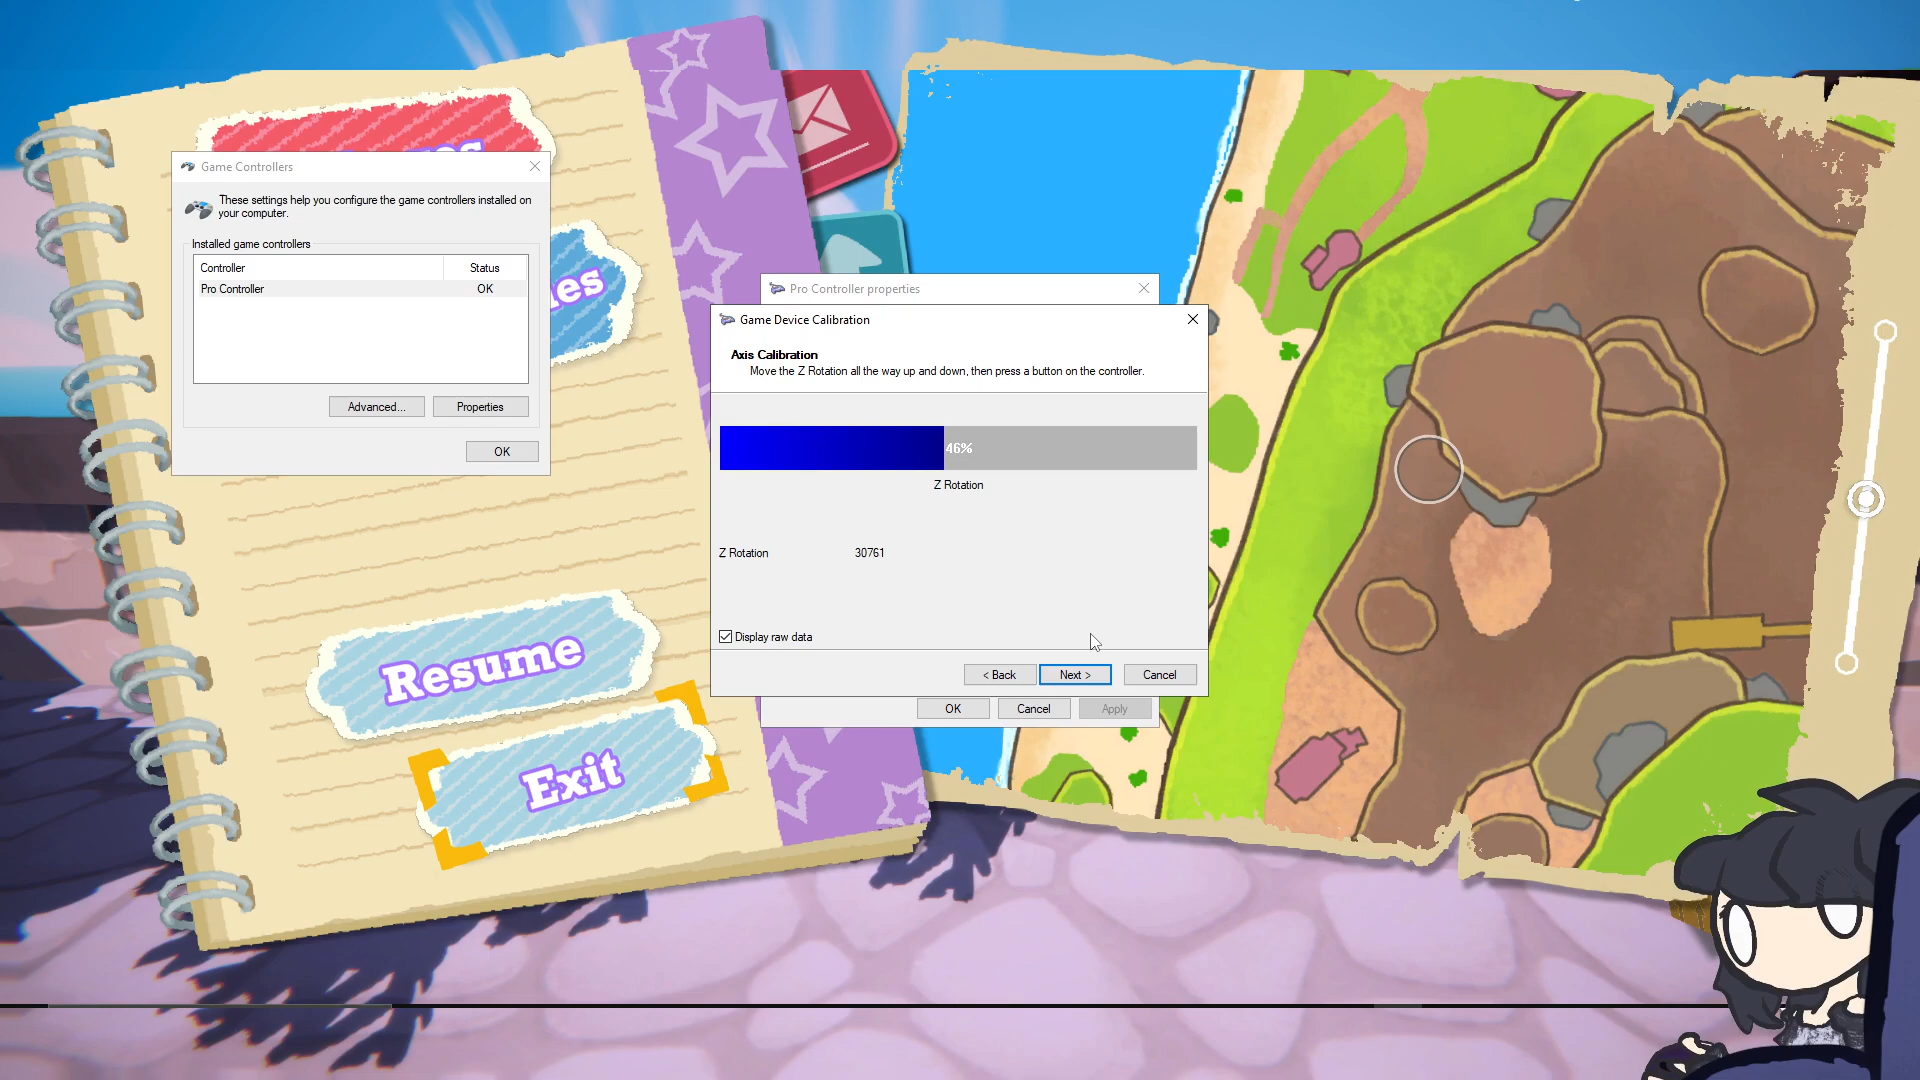 Game Controllers
These settings help you configure the game controllers installed on
your computer.
Installed game controllers
Controller Status
Pro Controller OK
Advanced... Properties
OK
Pro Controller properties
Game Device Calibration
Axis Calibration
Move the Z Rotation all the way up and down, then press a button on the controller.
46%
Z Rotation
Z Rotation 30761
Display raw data
< Back Next > Cancel
OK Cancel Apply
Resume
Exit